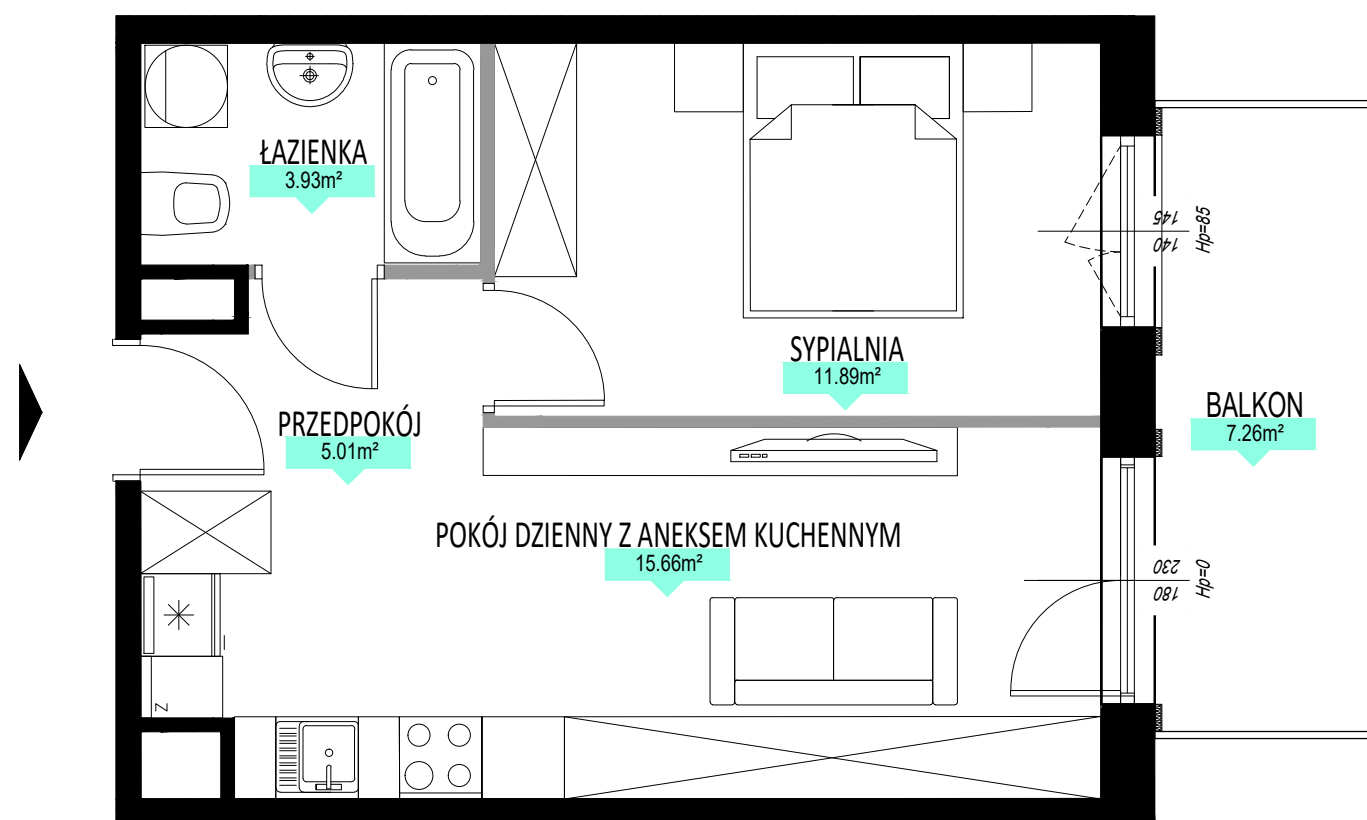 ŁAZIENKA
3.93m²
145
140
Hp=85
SYPIALNIA
11.89m²
BALKON
7.26m²
PRZEDPOKÓJ
5.01m²
POKÓJ DZIENNY Z ANEKSEM KUCHENNYM
15.66m²
230
180
Hp=0
Z